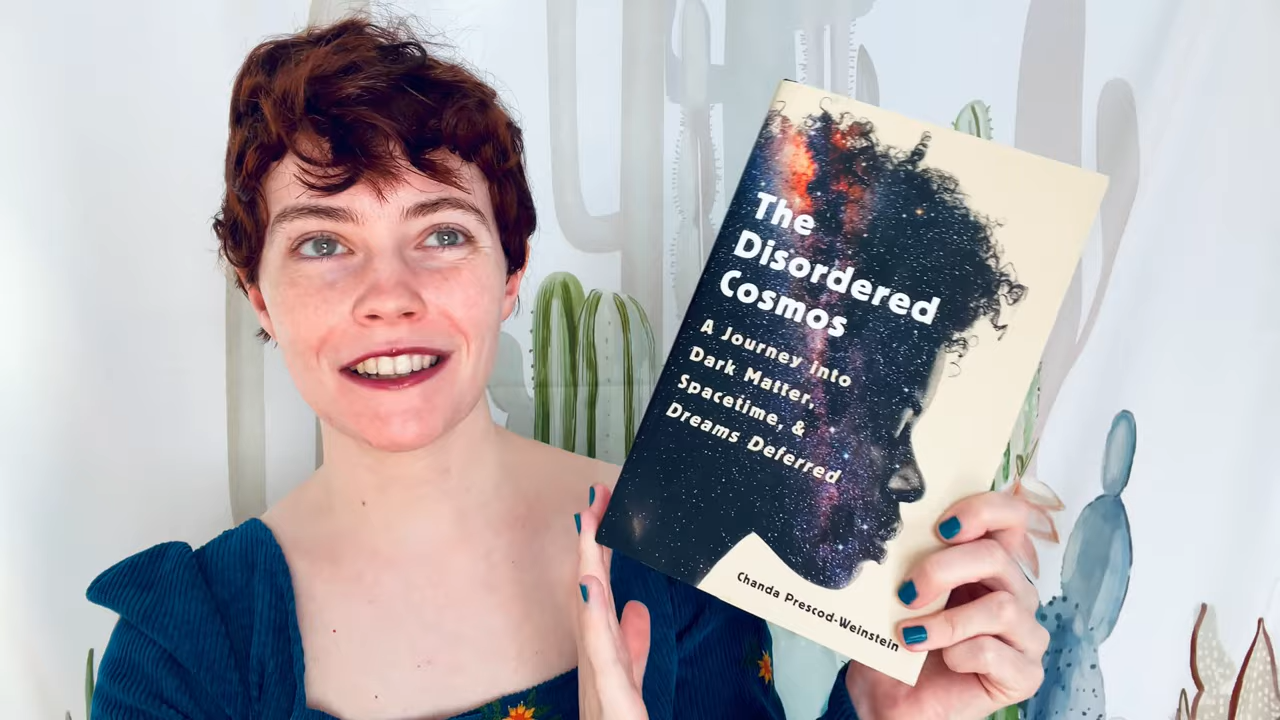 The
Disordered
Cosmos
A Journey into
Dark Matter,
Spacetime, &
Dreams Deferred
Chanda Prescod-Weinstein